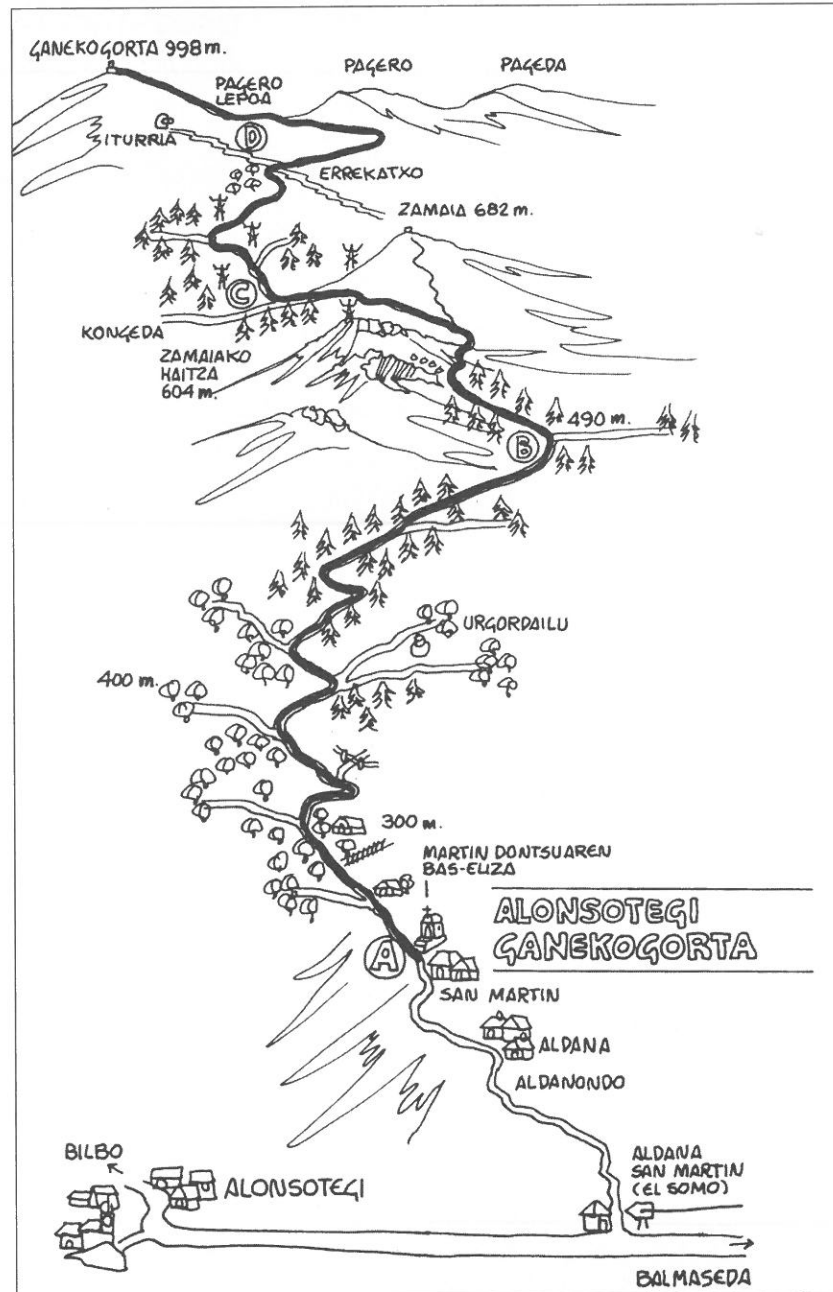 GANEKOGORTA 998 m.
PAGERO
PAGEDA
PAGERO
LEPOA
D
ITURRIA
ERREKATXO
ZAMAIA 682 m.
C
KONGEDA
ZAMAIAKO
HAITZA
604 m.
490 m.
B
URGORDAILU
400 m.
300 m.
MARTIN DONTSUAREN
BAS-ELIZA
ALONSOTEGI
GANEKOGORTA
A
SAN MARTIN
ALDANA
ALDANONDO
BILBO
ALONSOTEGI
ALDANA
SAN MARTIN
(EL SOMO)
BALMASEDA